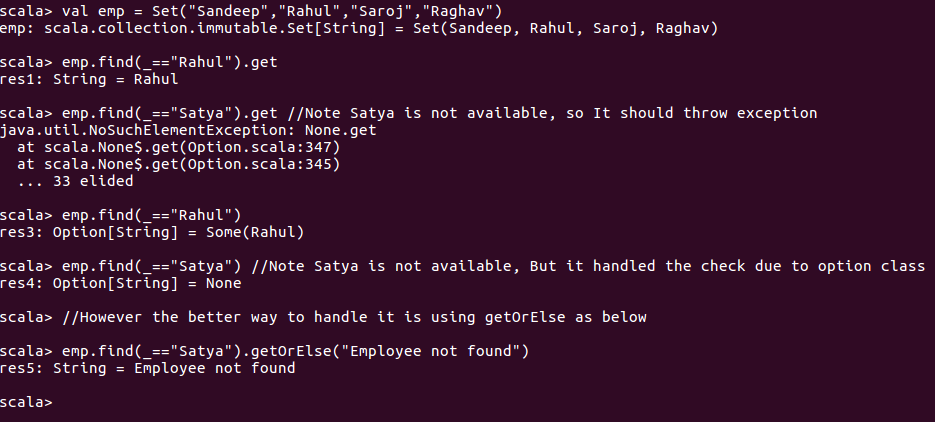 scala> val emp = Set("Sandeep","Rahul","Saroj","Raghav")
emp: scala.collection.immutable.Set[String] = Set(Sandeep, Rahul, Saroj, Raghav)
scala> emp.find(_=="Rahul").get
res1: String = Rahul
scala> emp.find(_=="Satya").get //Note Satya is not available, so It should throw exception
java.util.NoSuchElementException: None.get
  at scala.None$.get(Option.scala:347)
  at scala.None$.get(Option.scala:345)
  ... 33 elided
scala> emp.find(_=="Rahul")
res3: Option[String] = Some(Rahul)
scala> emp.find(_=="Satya") //Note Satya is not available, But it handled the check due to option class
res4: Option[String] = None
scala> //However the better way to handle it is using getOrElse as below
scala> emp.find(_=="Satya").getOrElse("Employee not found")
res5: String = Employee not found
scala>